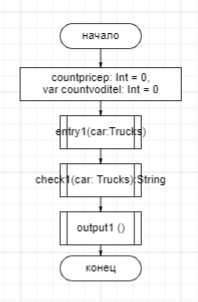 начало
countpricep: Int = 0,
var countvoditel: Int = 0
entry1(car:Trucks)
check1(car: Trucks):String
output1 ()
конец